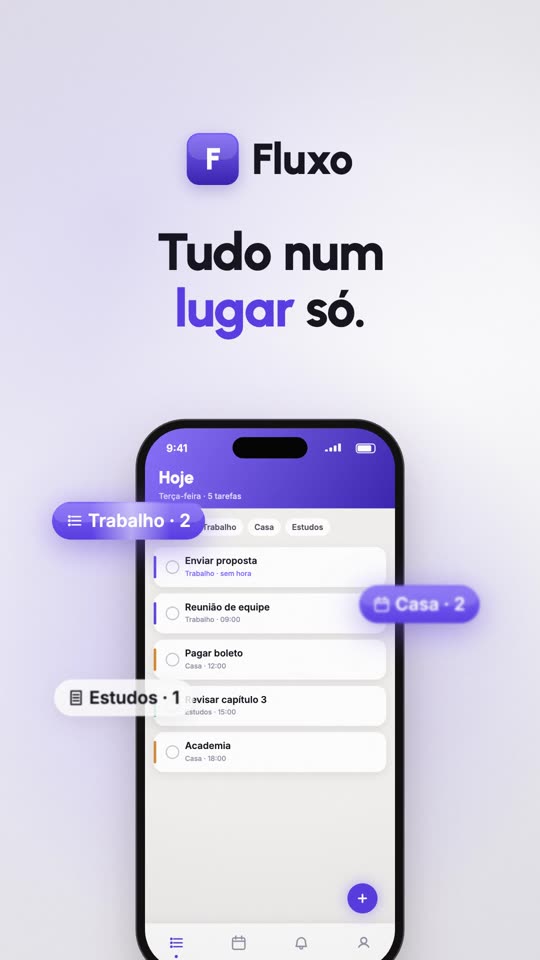 F Fluxo
Tudo num
lugar só.
9:41
Hoje
Terça-feira · 5 tarefas
Trabalho · 2
Trabalho Casa Estudos
Enviar proposta
Trabalho · sem hora
Reunião de equipe
Trabalho · 09:00
Casa · 2
Pagar boleto
Casa · 12:00
Estudos · 1
Revisar capítulo 3
Estudos · 15:00
Academia
Casa · 18:00